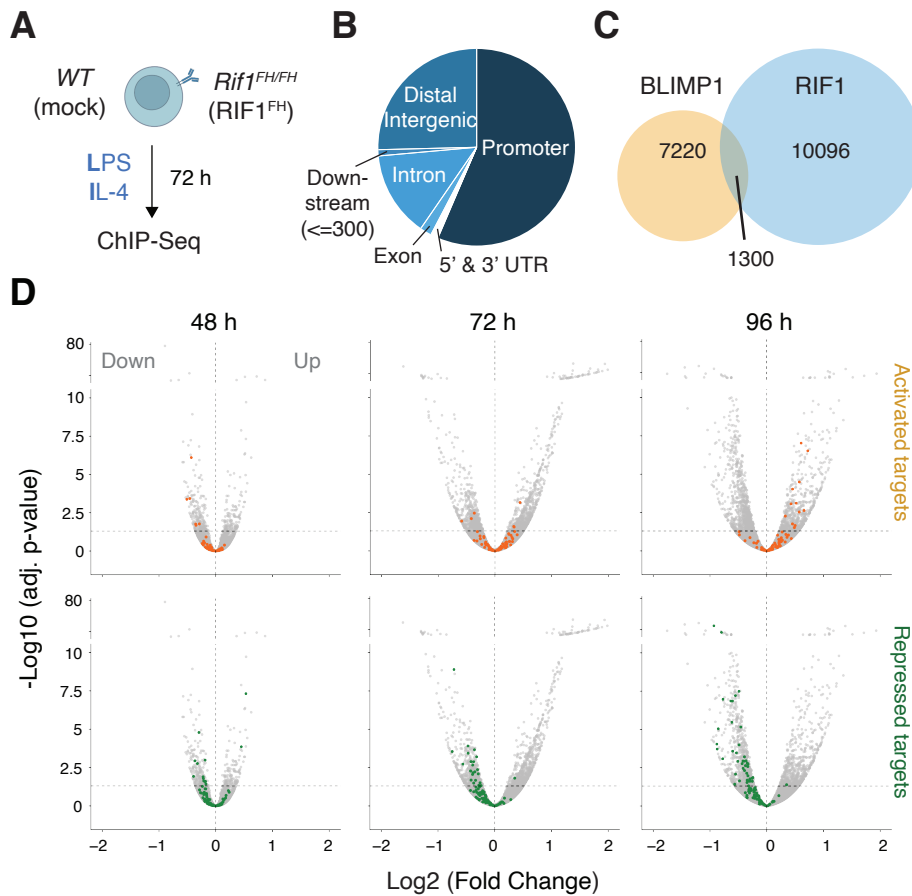 A
WT
(mock)
Rif1FH/FH
(RIF1FH)
LPS
IL-4
72 h
ChIP-Seq
B
Distal
Intergenic
Promoter
Down-
stream
(<=300)
Intron
Exon
5' & 3' UTR
C
BLIMP1
RIF1
7220
10096
1300
D
48 h
72 h
96 h
Down
Up
80
10
7.5
5
2.5
0
Activated targets
80
10
7.5
5
2.5
0
Repressed targets
-Log10 (adj. p-value)
−2 −1 0 1 2
−2 −1 0 1 2
−2 −1 0 1 2
Log2 (Fold Change)